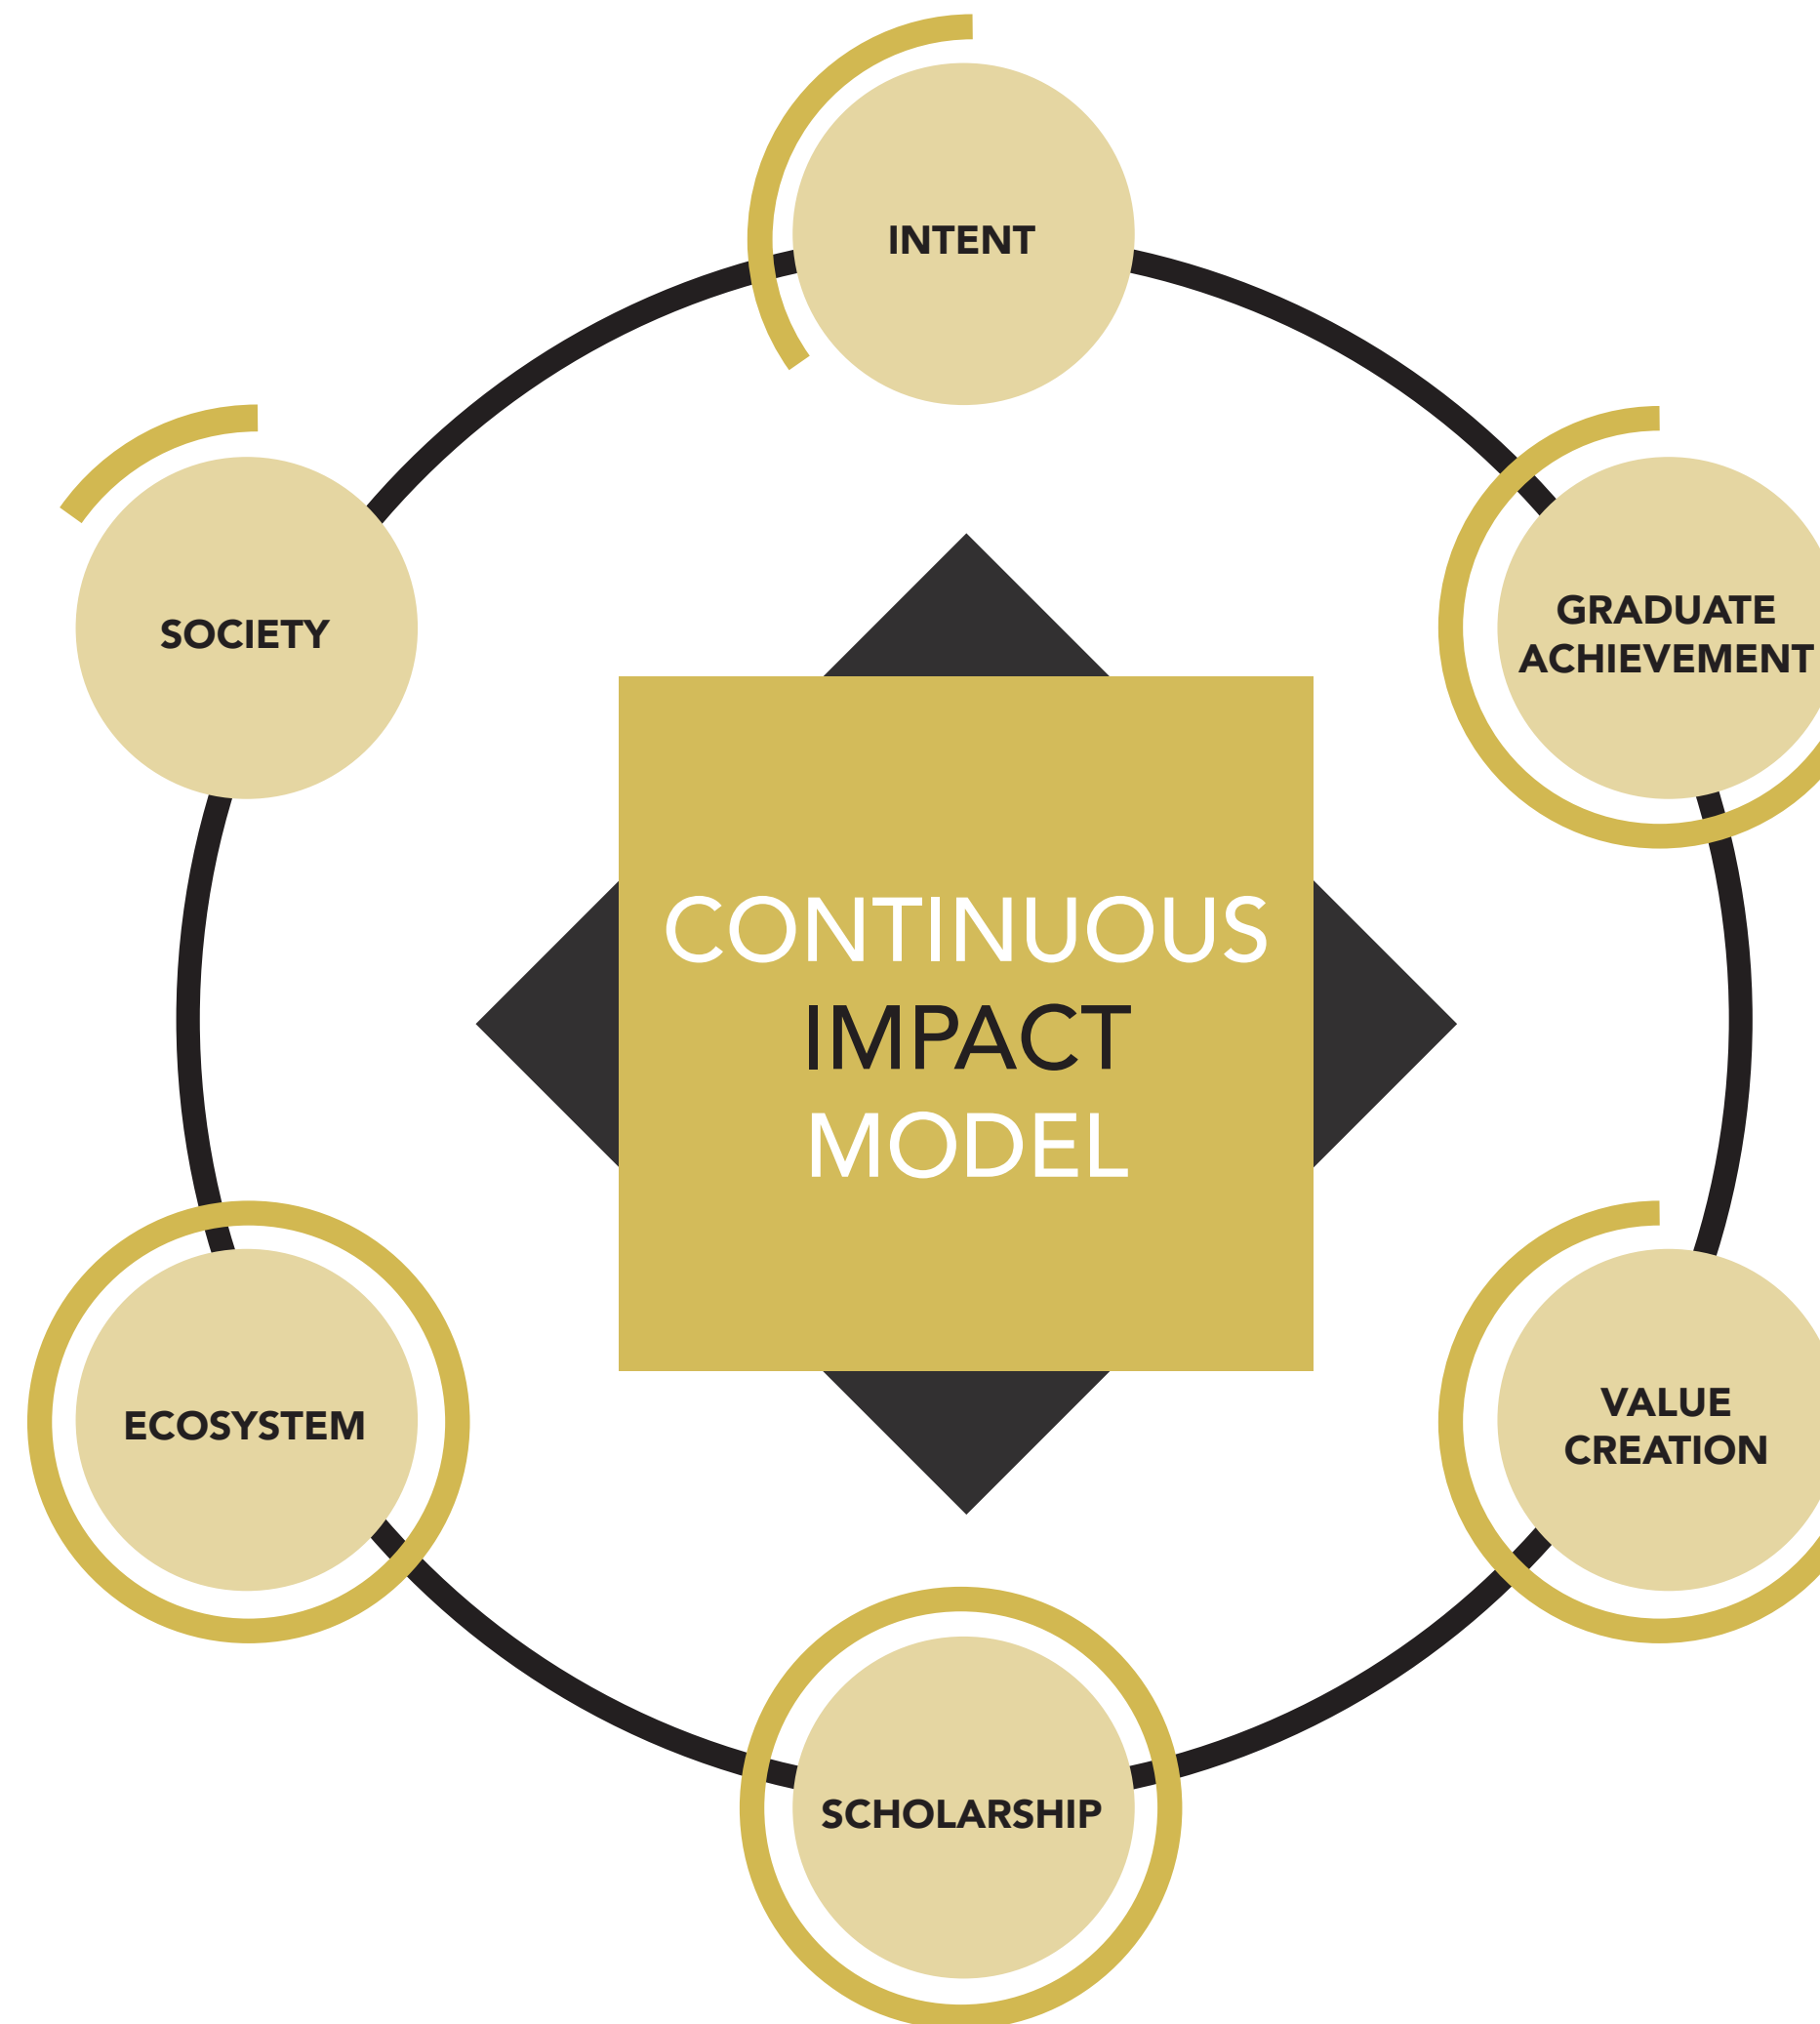 INTENT
SOCIETY
GRADUATE
ACHIEVEMENT
CONTINUOUS
IMPACT
MODEL
ECOSYSTEM
VALUE
CREATION
SCHOLARSHIP